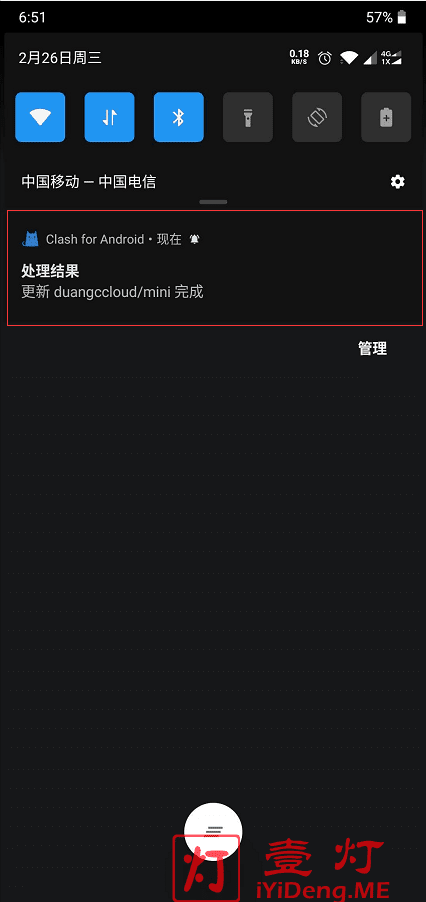 6:51
57%
2月26日周三
0.18
KB/S
4G
1X
中国移动 — 中国电信
Clash for Android • 现在
处理结果
更新 duangccloud/mini 完成
管理
灯 壹灯
iYiDeng.ME